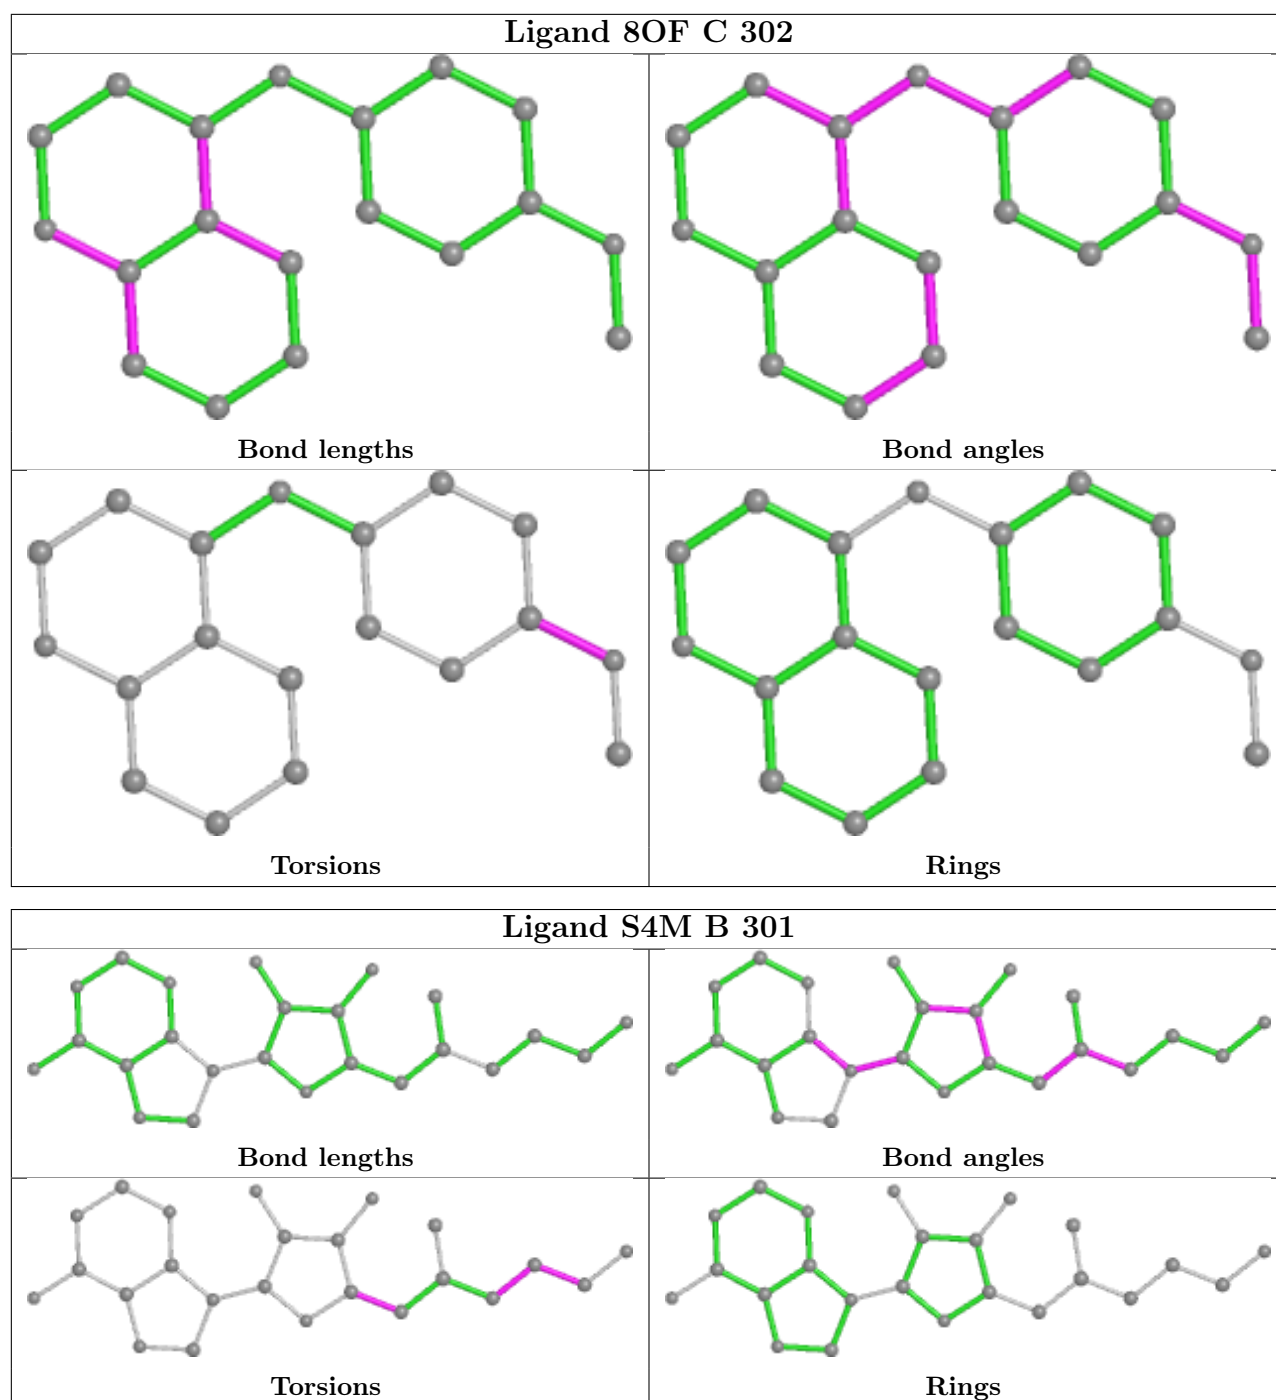 Ligand 8OF C 302
Bond lengths
Bond angles
Torsions
Rings
Ligand S4M B 301
Bond lengths
Bond angles
Torsions
Rings